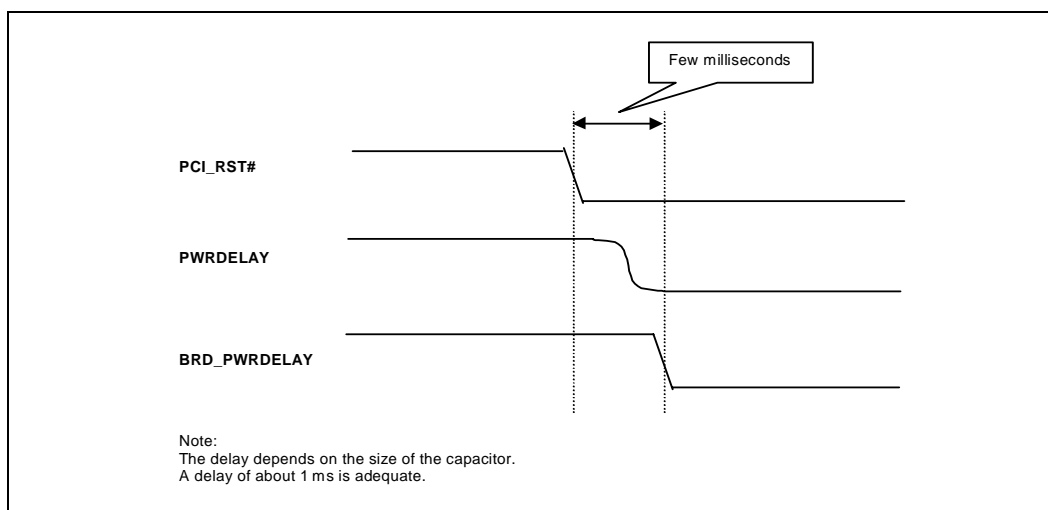 Few milliseconds
PCI_RST#
PWRDELAY
BRD_PWRDELAY
Note:
The delay depends on the size of the capacitor.
A delay of about 1 ms is adequate.